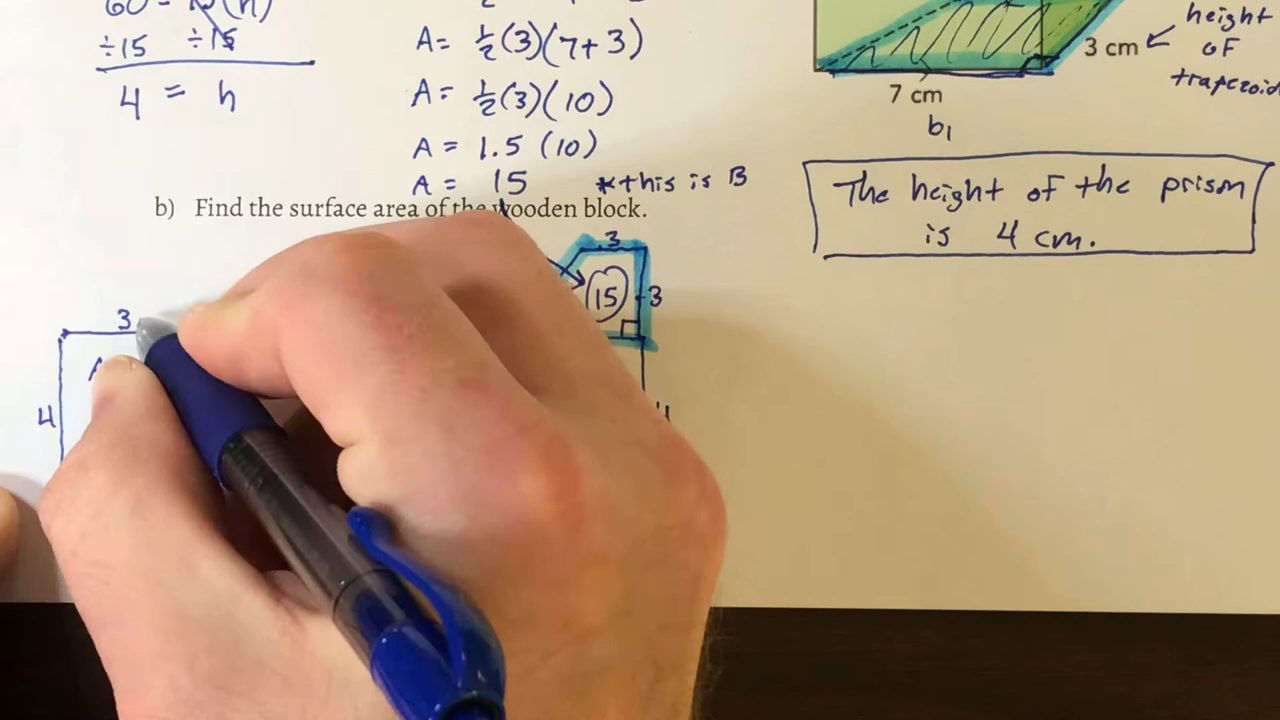 ÷15 ÷15
4 = h
A = ½(3)(7+3)
A = ½(3)(10)
A = 1.5 (10)
A = 15 *this is B
height
of
trapezoid
3 cm
7 cm
b₁
The height of the prism
is 4 cm.
b) Find the surface area of the wooden block.
3
15
3
3
4
4